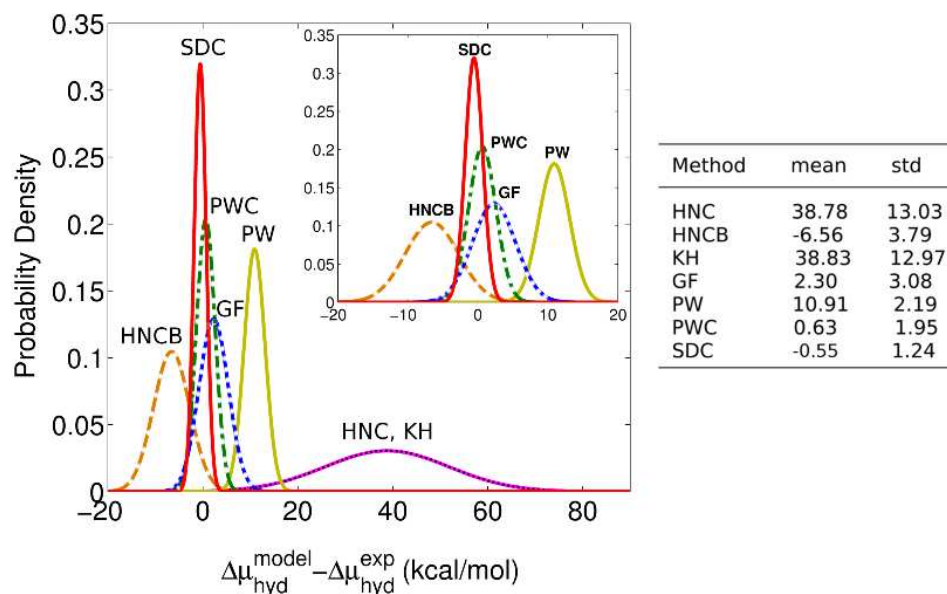 0.35
0.3
0.25
0.2
0.15
0.1
0.05
0
Probability Density
SDC
PWC
PW
GF
HNCB
HNC, KH
-20 0 20 40 60 80
Δμ hyd model – Δμ hyd exp (kcal/mol)
0.35
0.3
0.25
0.2
0.15
0.1
0.05
0
SDC
PWC
PW
GF
HNCB
-20 -10 0 10 20
Method mean std
HNC 38.78 13.03
HNCB -6.56 3.79
KH 38.83 12.97
GF 2.30 3.08
PW 10.91 2.19
PWC 0.63 1.95
SDC -0.55 1.24